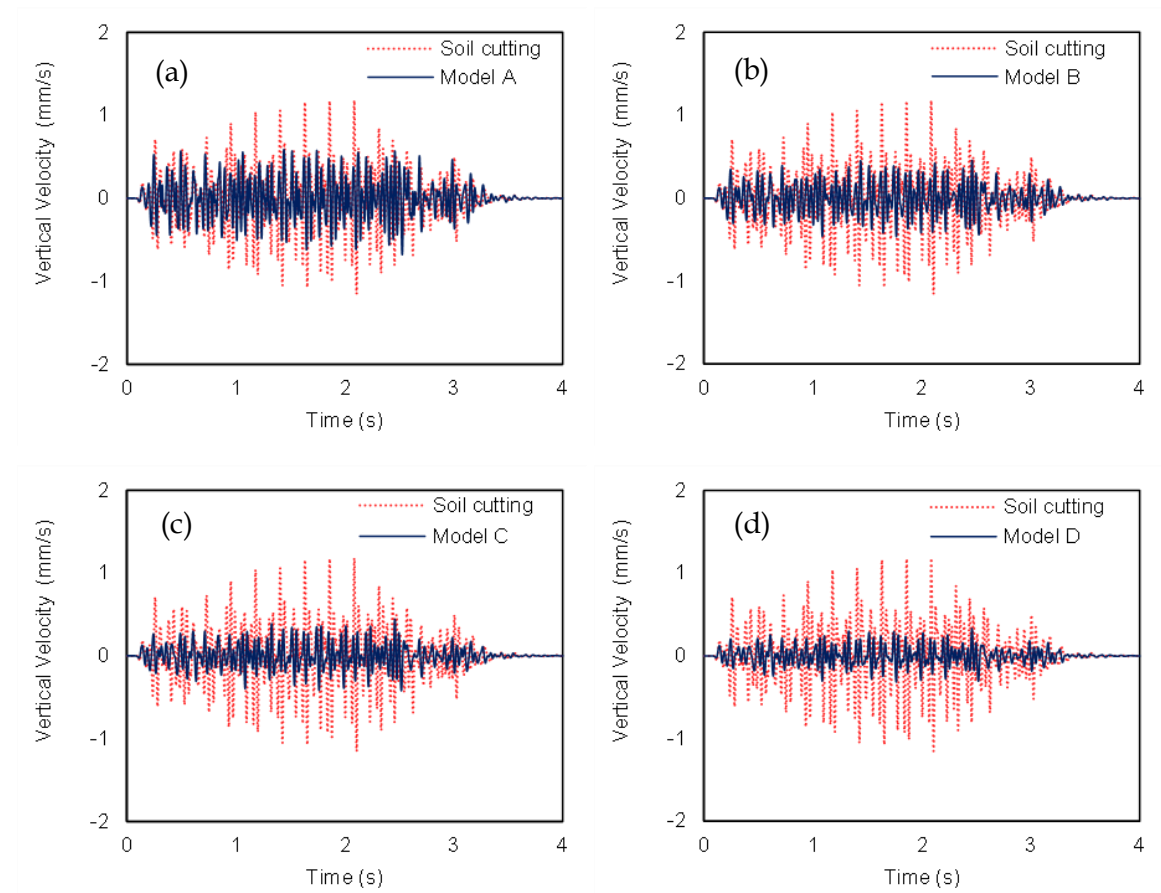 2
Soil cutting
(a)
Model A
1
0
-1
-2
0
1
2
3
4
Vertical Velocity (mm/s)
Time (s)
2
Soil cutting
(b)
Model B
1
0
-1
-2
0
1
2
3
4
Vertical Velocity (mm/s)
Time (s)
2
Soil cutting
(c)
Model C
1
0
-1
-2
0
1
2
3
4
Vertical Velocity (mm/s)
Time (s)
2
Soil cutting
(d)
Model D
1
0
-1
-2
0
1
2
3
4
Vertical Velocity (mm/s)
Time (s)